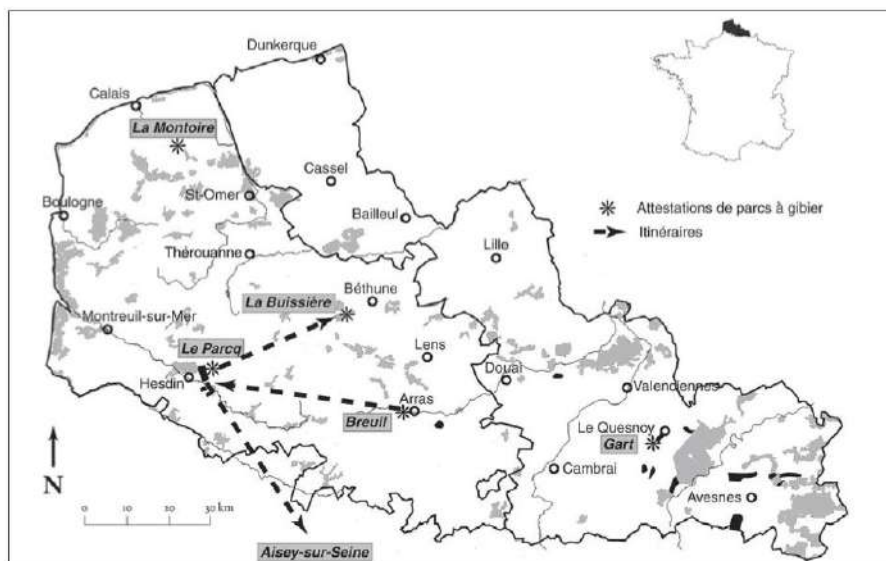 Dunkerque
Calais
La Montoire
Cassel
St-Omer
Boulogne
Bailleul
Attestations de parcs à gibier
Itinéraires
Thérouanne
Lille
Béthune
La Buissière
Montreuil-sur-Mer
Le Parcq
Lens
Hesdin
Douai
Valendiennes
Arras
Breuil
Le Quesnoy
Gart
N
Cambrai
Avesnes
0 10 20 30 km
Aisey-sur-Seine